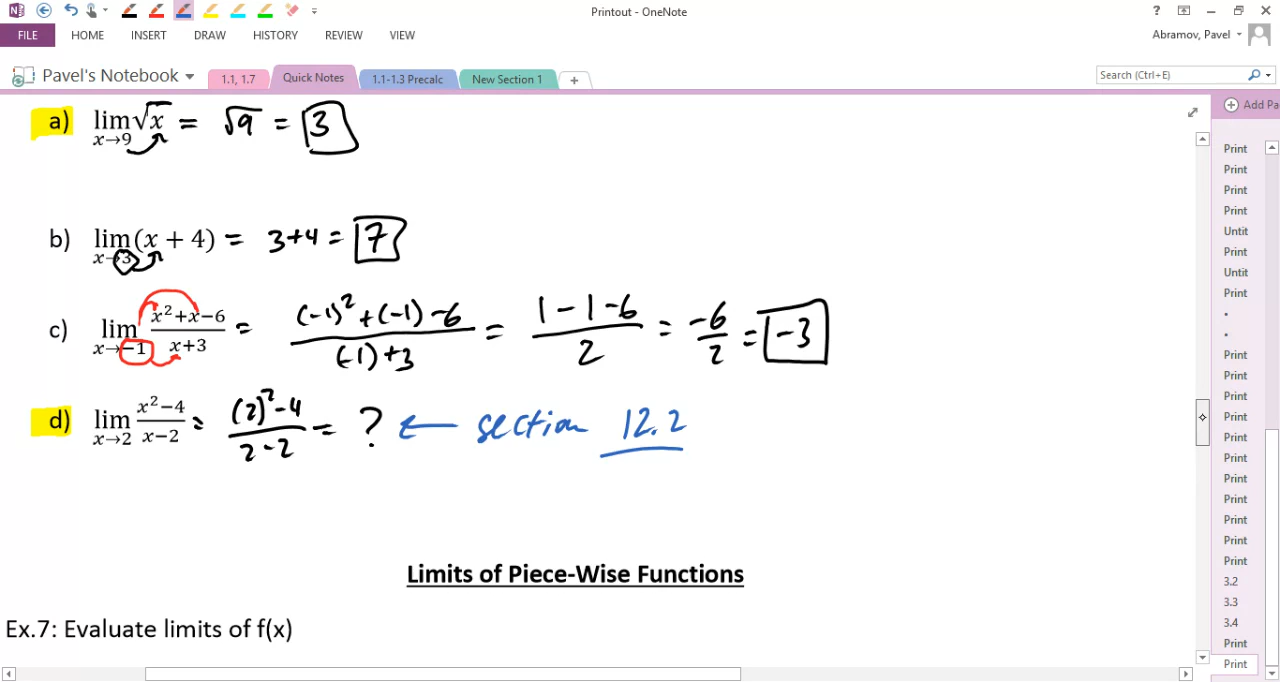 Printout - OneNote
FILE HOME INSERT DRAW HISTORY REVIEW VIEW
Abramov, Pavel
Pavel's Notebook
1.1, 1.7
Quick Notes
1.1-1.3 Precalc
New Section 1
Search (Ctrl+E)
Add Pa
a) lim x→9 √x = √9 = 3
b) lim x→3 (x + 4) = 3+4 = 7
c) lim x→−1 x²+x−6 / x+3 = (-1)²+(-1)-6 / (-1)+3 = 1-1-6 / 2 = -6 / 2 = -3
d) lim x→2 x²−4 / x−2 = (2)²-4 / 2-2 = ? ← section 12.2
Limits of Piece-Wise Functions
Ex.7: Evaluate limits of f(x)
Print
Print
Print
Print
Untit
Print
Untit
Print
.
.
Print
Print
Print
Print
Print
Print
Print
Print
Print
Print
Print
3.2
3.3
3.4
Print
Print